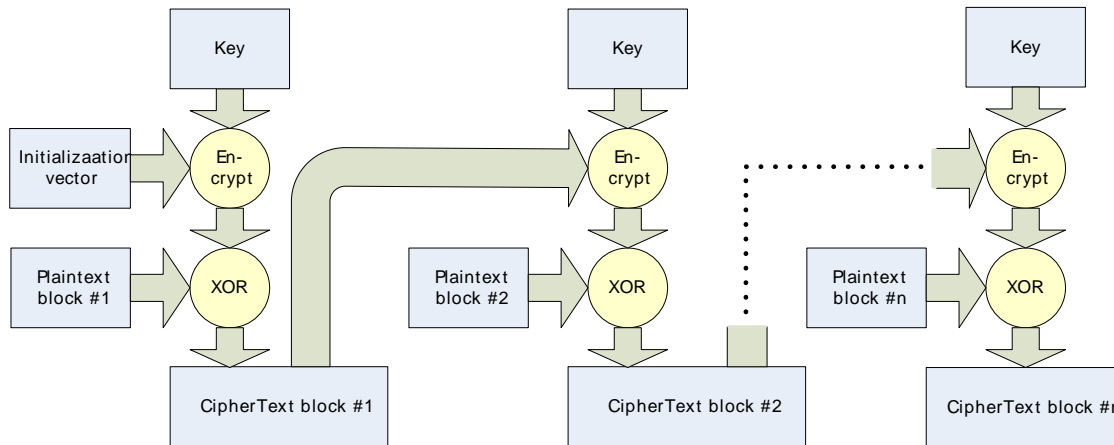 Key
Key
Key
Initializaation
vector
En-
crypt
En-
crypt
En-
crypt
Plaintext
block #1
XOR
Plaintext
block #2
XOR
Plaintext
block #n
XOR
CipherText block #1
CipherText block #2
CipherText block #n